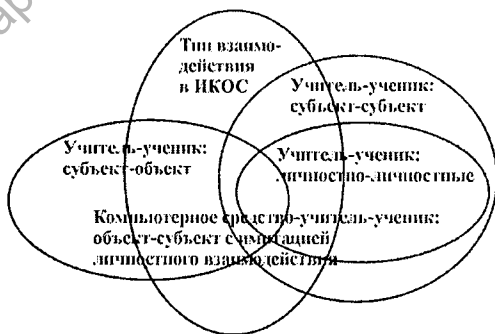 Тип взаимо-
действия
в ИКОС
Учитель-ученик:
субъект-субъект
Учитель-ученик:
субъект-объект
Учитель-ученик:
личностно-личностные
Компьютерное средство-учитель-ученик:
объект-субъект с имитацией
личностного взаимодействия